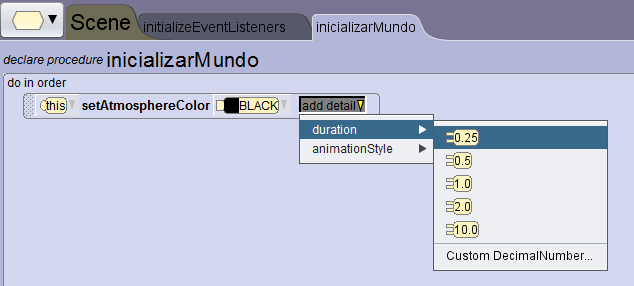 Scene initializeEventListeners inicializarMundo
declare procedure inicializarMundo
do in order
this setAtmosphereColor BLACK add detail
duration
animationStyle
0.25
0.5
1.0
2.0
10.0
Custom DecimalNumber...